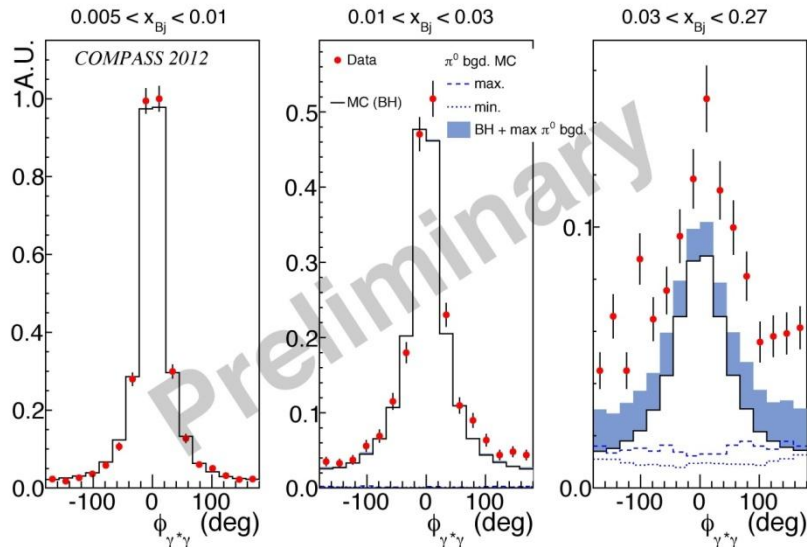 0.005 < x_Bj < 0.01
0.01 < x_Bj < 0.03
0.03 < x_Bj < 0.27
A.U.
COMPASS 2012
Data
MC (BH)
π⁰ bgd. MC
max.
min.
BH + max π⁰ bgd.
Preliminary
1.0
0.8
0.6
0.4
0.2
0.0
0.5
0.4
0.3
0.2
0.1
0.0
0.1
0.0
-100 0 100
-100 0 100
-100 0 100
ϕ_γ*γ (deg)
ϕ_γ*γ (deg)
ϕ_γ*γ (deg)